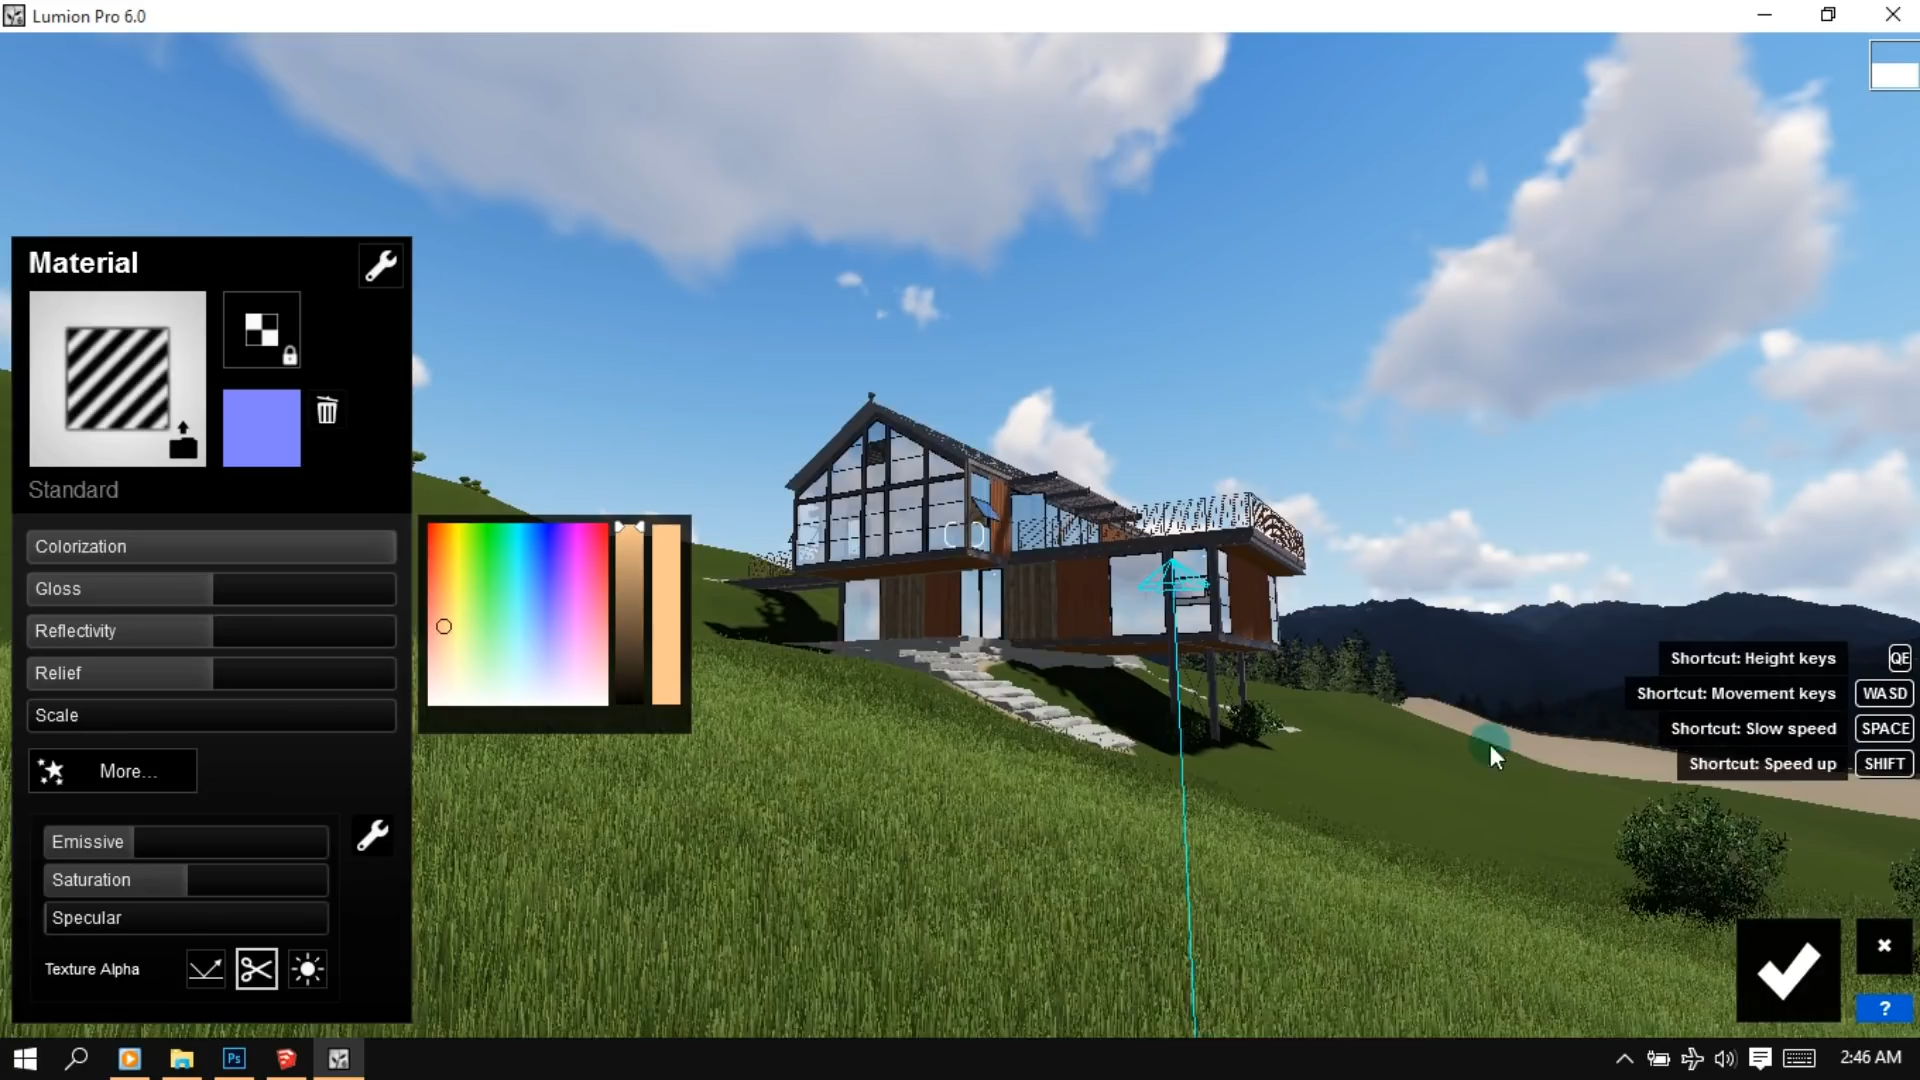 Lumion Pro 6.0
Material
Standard
Colorization
Gloss
Reflectivity
Relief
Scale
More...
Emissive
Saturation
Specular
Texture Alpha
Shortcut: Height keys QE
Shortcut: Movement keys WASD
Shortcut: Slow speed SPACE
Shortcut: Speed up SHIFT
?
Ps
2:46 AM